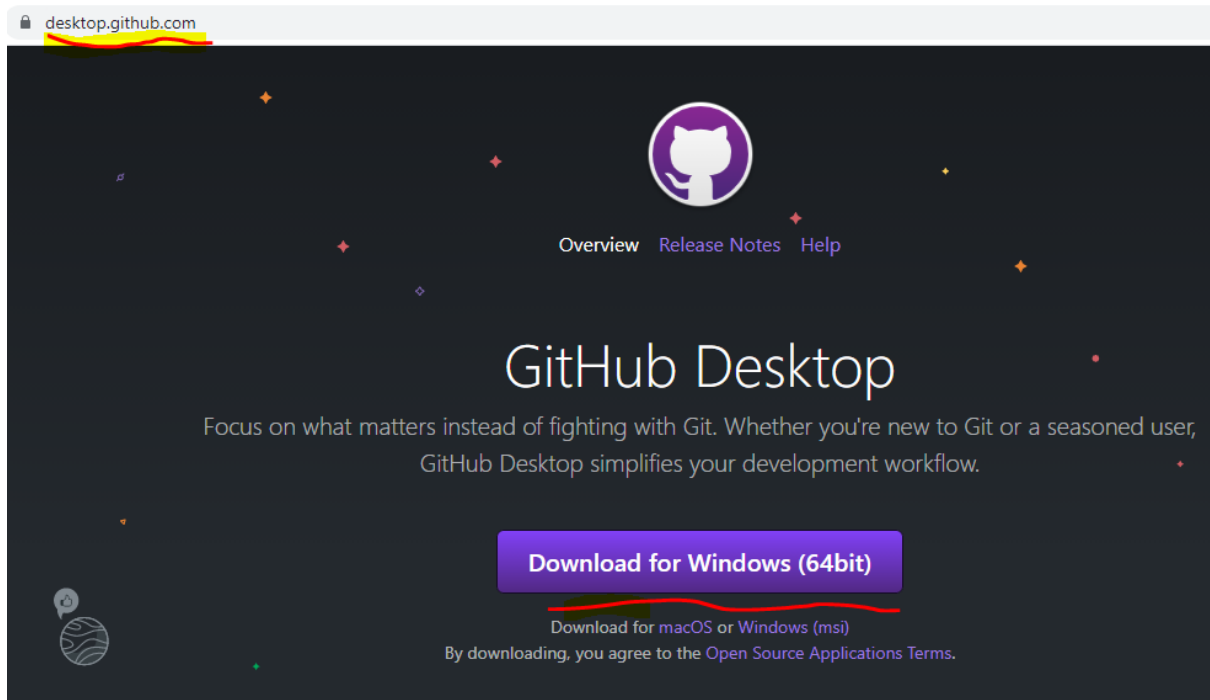 desktop.github.com
Overview Release Notes Help
GitHub Desktop
Focus on what matters instead of fighting with Git. Whether you're new to Git or a seasoned user,
GitHub Desktop simplifies your development workflow.
Download for Windows (64bit)
Download for macOS or Windows (msi)
By downloading, you agree to the Open Source Applications Terms.